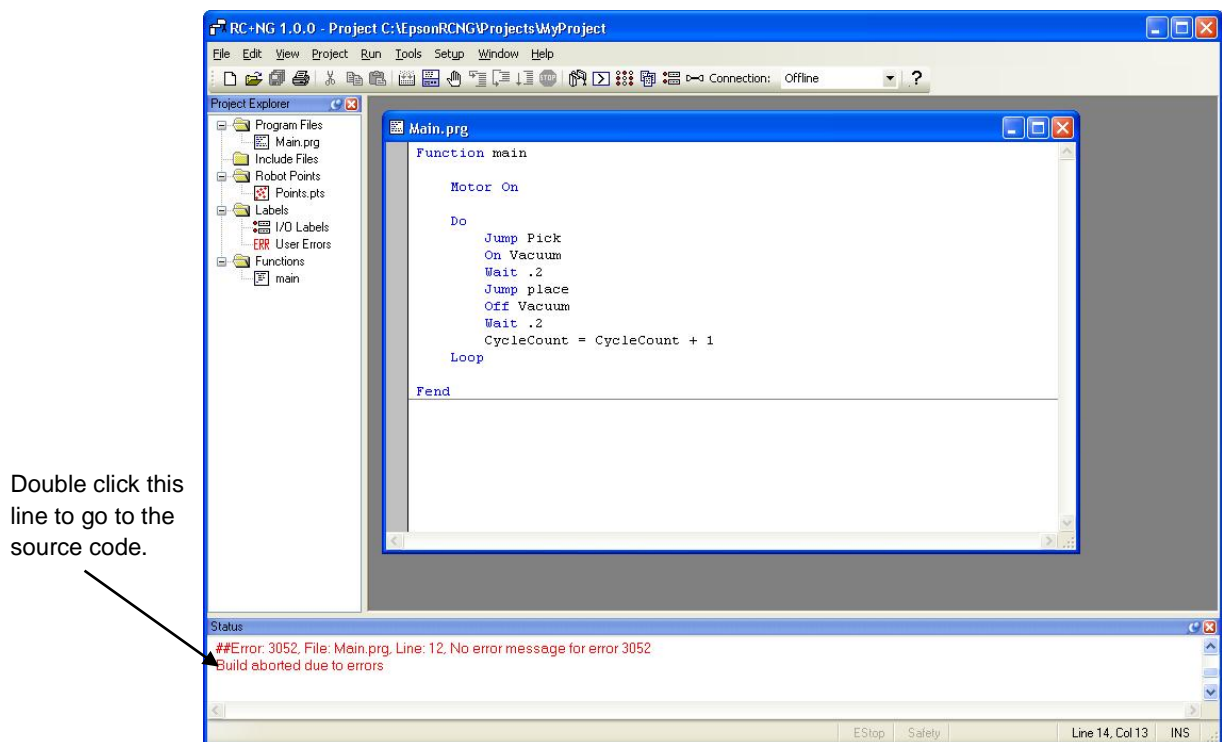 RC+NG 1.0.0 - Project C:\EpsonRCNG\Projects\MyProject
File Edit View Project Run Tools Setup Window Help
STOP Connection: Offline ?
Project Explorer
Program Files
Main.prg
Include Files
Robot Points
Points.pts
Labels
I/O Labels
ERR User Errors
Functions
main
Main.prg
Function main
Motor On
Do
Jump Pick
On Vacuum
Wait .2
Jump place
Off Vacuum
Wait .2
CycleCount = CycleCount + 1
Loop
Fend
Double click this
line to go to the
source code.
Status
##Error: 3052, File: Main.prg, Line: 12, No error message for error 3052
Build aborted due to errors
EStop Safety Line 14, Col 13 INS